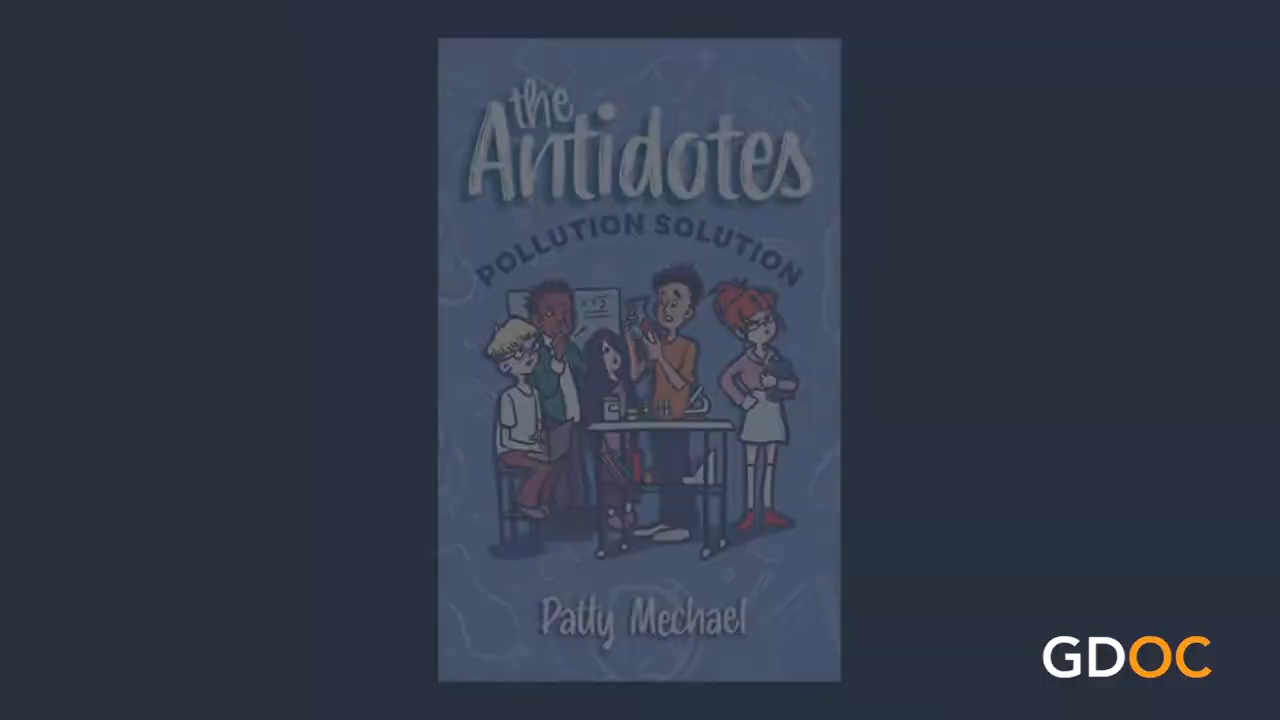 the
Antidotes
POLLUTION SOLUTION
Patty Mechael
GDOC